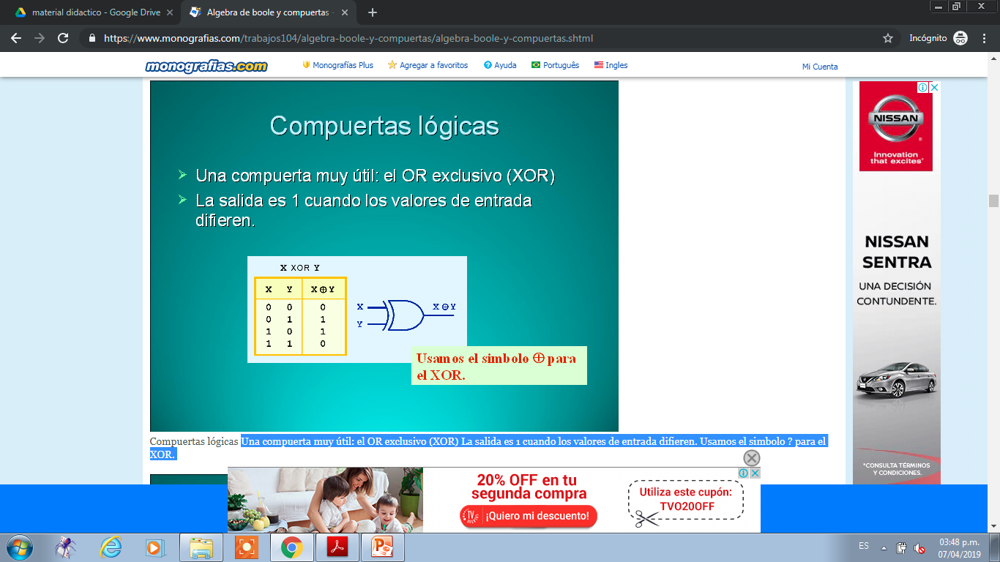 material didactico - Google Drive
Algebra de boole y compuertas -
https://www.monografias.com/trabajos104/algebra-boole-y-compuertas/algebra-boole-y-compuertas.shtml
Incógnito
monografias.com
Monografías Plus
Agregar a favoritos
Ayuda
Português
Ingles
Mi Cuenta
Compuertas lógicas
Una compuerta muy útil: el OR exclusivo (XOR)
La salida es 1 cuando los valores de entrada
difieren.
X XOR Y
X Y X⊕Y
0 0 0
0 1 1
1 0 1
1 1 0
X
Y
X⊖Y
Usamos el simbolo ⊕ para
el XOR.
Compuertas lógicas Una compuerta muy útil: el OR exclusivo (XOR) La salida es 1 cuando los valores de entrada difieren. Usamos el simbolo ? para el
XOR.
NISSAN
Innovation
that excites®
NISSAN
SENTRA
UNA DECISIÓN
CONTUNDENTE.
*CONSULTA TÉRMINOS
Y CONDICIONES.
20% OFF en tu
segunda compra
¡Quiero mi descuento!
Utiliza este cupón:
TVO20OFF
ES
03:48 p.m.
07/04/2019